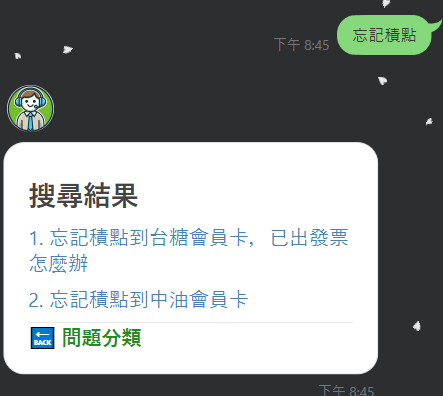 忘記積點
下午 8:45
搜尋結果
1. 忘記積點到台糖會員卡，已出發票
怎麼辦
2. 忘記積點到中油會員卡
BACK 問題分類
下午 8:45